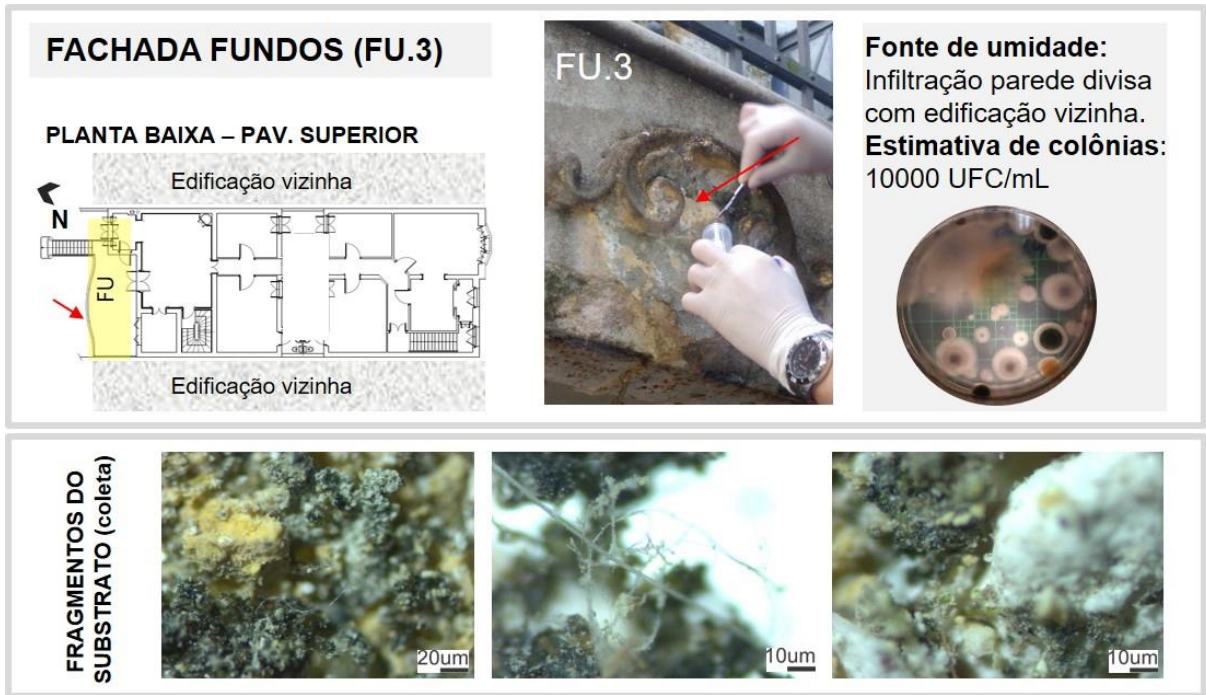 FACHADA FUNDOS (FU.3)
PLANTA BAIXA – PAV. SUPERIOR
Edificação vizinha
N
FU
Edificação vizinha
FU.3
Fonte de umidade:
Infiltração parede divisa
com edificação vizinha.
Estimativa de colônias:
10000 UFC/mL
FRAGMENTOS DO
SUBSTRATO (coleta)
20um
10um
10um